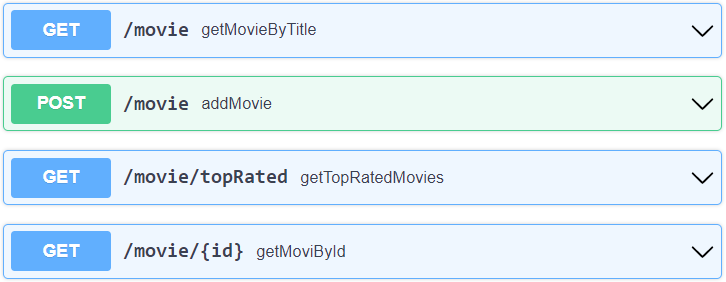 GET /movie getMovieByTitle
POST /movie addMovie
GET /movie/topRated getTopRatedMovies
GET /movie/{id} getMoviById